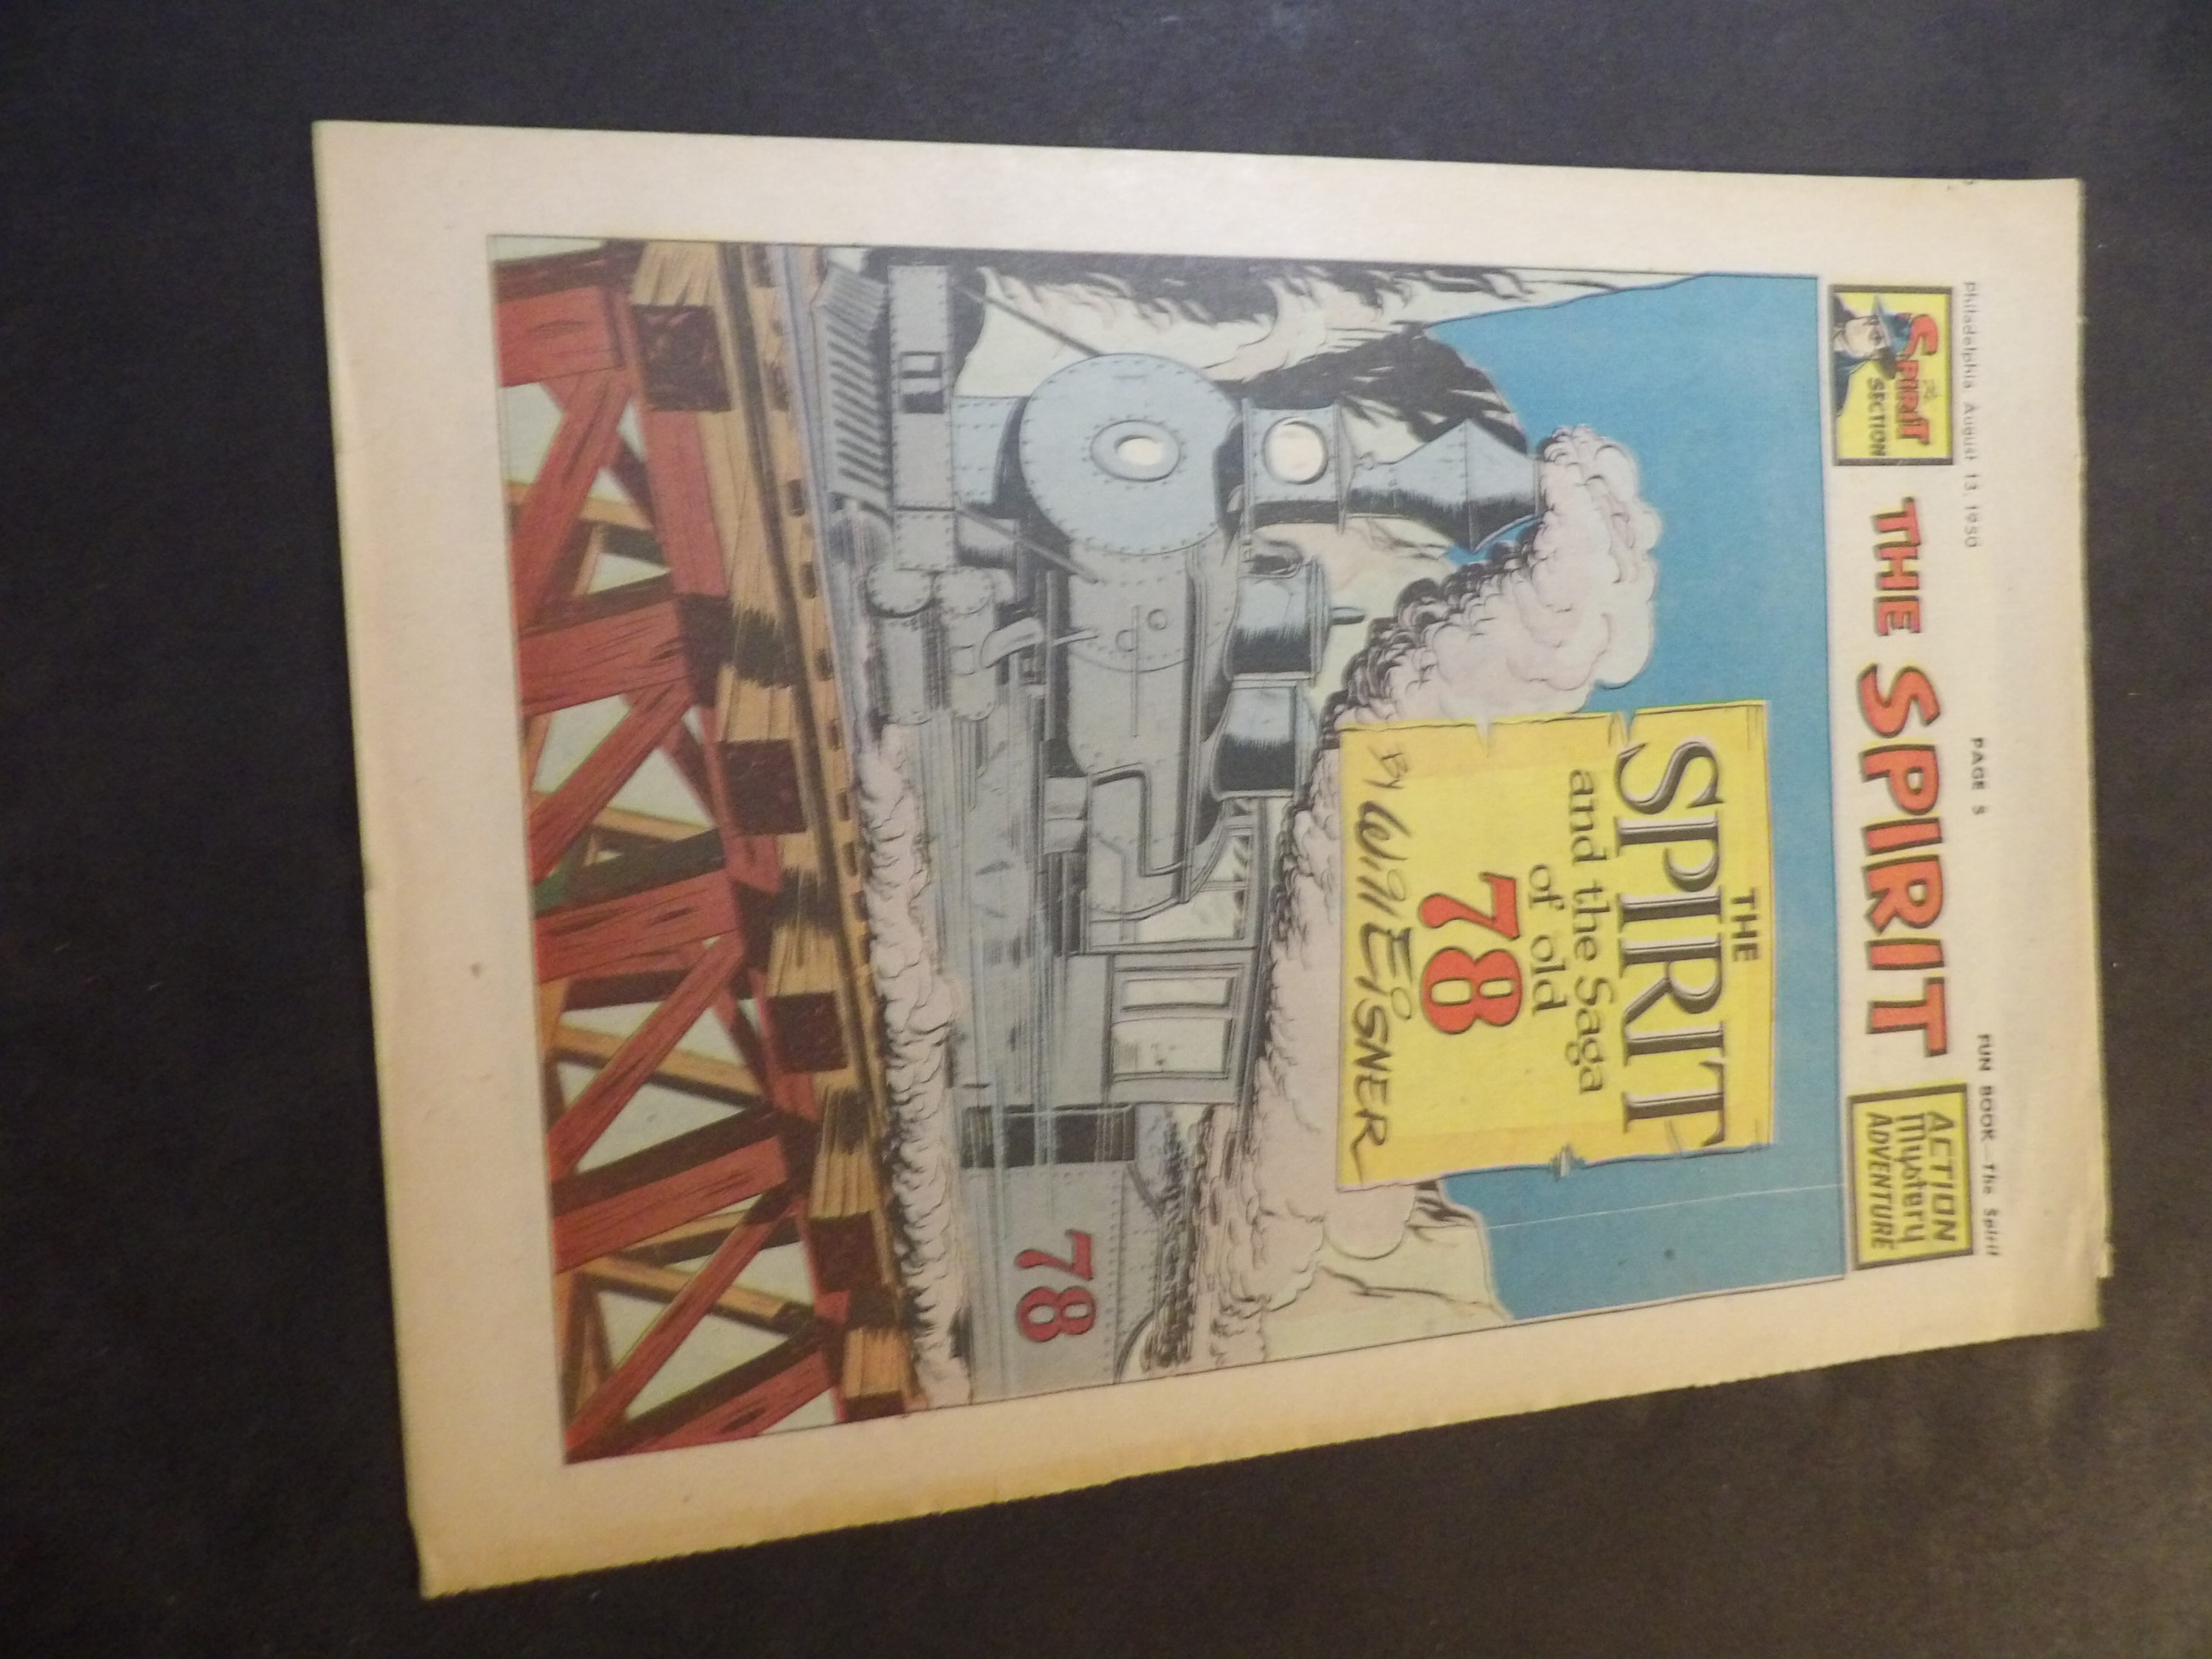 Philadelphia August 13, 1950
PAGE 5
FUN BOOK—The Spirit
The
SPIRIT
SECTION
THE SPIRIT
ACTION
Mystery
ADVENTURE
THE
SPIRIT
and the Saga
of old
78
By Will EiSNER
78